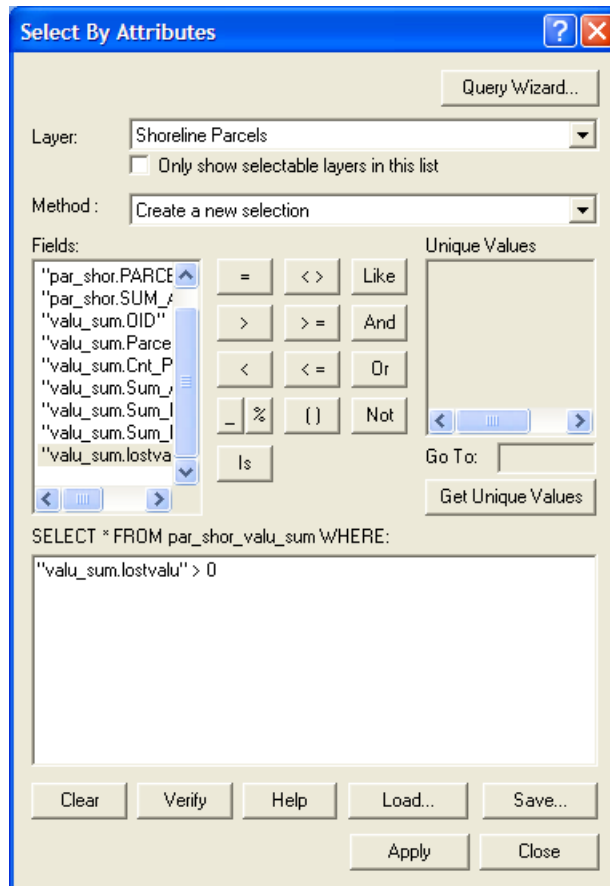 Select By Attributes
Query Wizard...
Layer: Shoreline Parcels
Only show selectable layers in this list
Method : Create a new selection
Fields: Unique Values
"par_shor.PARCE
"par_shor.SUM_A
"valu_sum.OID"
"valu_sum.Parce
"valu_sum.Cnt_P
"valu_sum.Sum_A
"valu_sum.Sum_I
"valu_sum.Sum_I
"valu_sum.lostva
= < > Like
> > = And
< < = Or
_ % ( ) Not
Is
Go To:
Get Unique Values
SELECT * FROM par_shor_valu_sum WHERE:
"valu_sum.lostvalu" > 0
Clear Verify Help Load... Save...
Apply Close